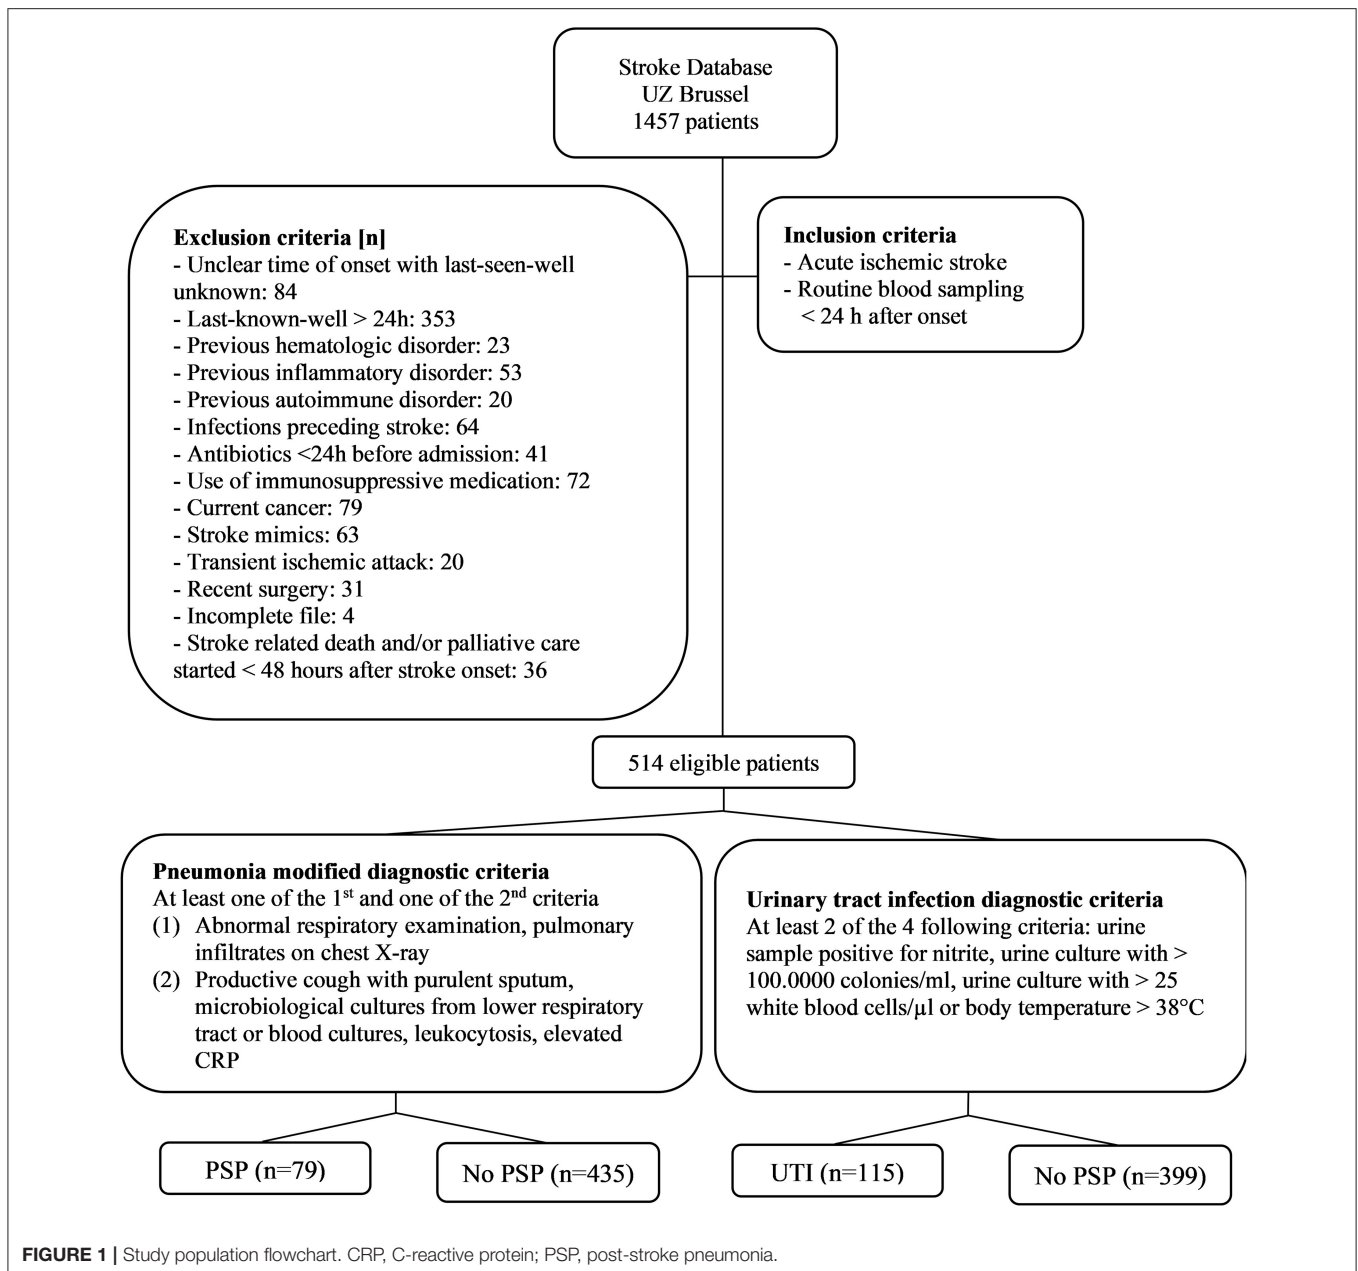 Stroke Database
UZ Brussel
1457 patients
Exclusion criteria [n]
- Unclear time of onset with last-seen-well
unknown: 84
- Last-known-well > 24h: 353
- Previous hematologic disorder: 23
- Previous inflammatory disorder: 53
- Previous autoimmune disorder: 20
- Infections preceding stroke: 64
- Antibiotics <24h before admission: 41
- Use of immunosuppressive medication: 72
- Current cancer: 79
- Stroke mimics: 63
- Transient ischemic attack: 20
- Recent surgery: 31
- Incomplete file: 4
- Stroke related death and/or palliative care
started < 48 hours after stroke onset: 36
Inclusion criteria
- Acute ischemic stroke
- Routine blood sampling
< 24 h after onset
514 eligible patients
Pneumonia modified diagnostic criteria
At least one of the 1st and one of the 2nd criteria
(1) Abnormal respiratory examination, pulmonary
infiltrates on chest X-ray
(2) Productive cough with purulent sputum,
microbiological cultures from lower respiratory
tract or blood cultures, leukocytosis, elevated
CRP
Urinary tract infection diagnostic criteria
At least 2 of the 4 following criteria: urine
sample positive for nitrite, urine culture with >
100.0000 colonies/ml, urine culture with > 25
white blood cells/µl or body temperature > 38°C
PSP (n=79)
No PSP (n=435)
UTI (n=115)
No PSP (n=399)
FIGURE 1 | Study population flowchart. CRP, C-reactive protein; PSP, post-stroke pneumonia.